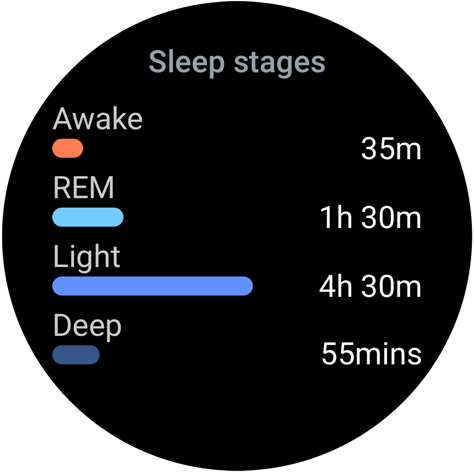 Sleep stages
Awake
35m
REM
1h 30m
Light
4h 30m
Deep
55mins